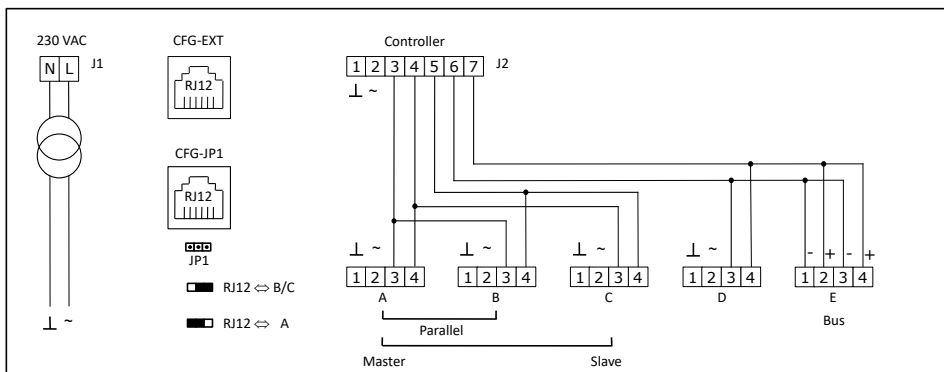 230 VAC
N L J1
⊥ ~
CFG-EXT
RJ12
CFG-JP1
RJ12
JP1
RJ12 ⇔ B/C
RJ12 ⇔ A
Controller
1 2 3 4 5 6 7 J2
⊥ ~
⊥ ~ ⊥ ~ ⊥ ~ ⊥ ~ - + - +
1 2 3 4 1 2 3 4 1 2 3 4 1 2 3 4 1 2 3 4
A B C D E
Parallel Bus
Master Slave